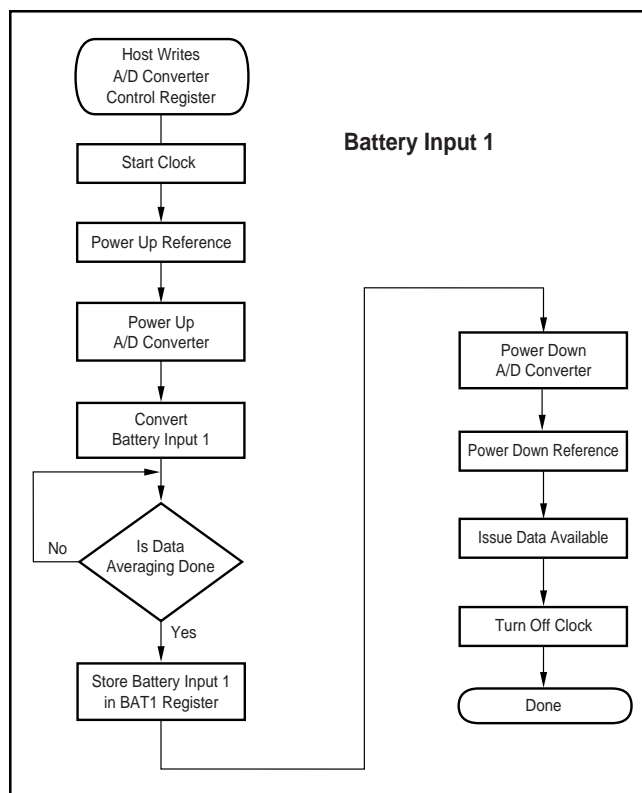 Host Writes
A/D Converter
Control Register
Battery Input 1
Start Clock
Power Up Reference
Power Up
A/D Converter
Convert
Battery Input 1
No
Is Data
Averaging Done
Yes
Store Battery Input 1
in BAT1 Register
Power Down
A/D Converter
Power Down Reference
Issue Data Available
Turn Off Clock
Done